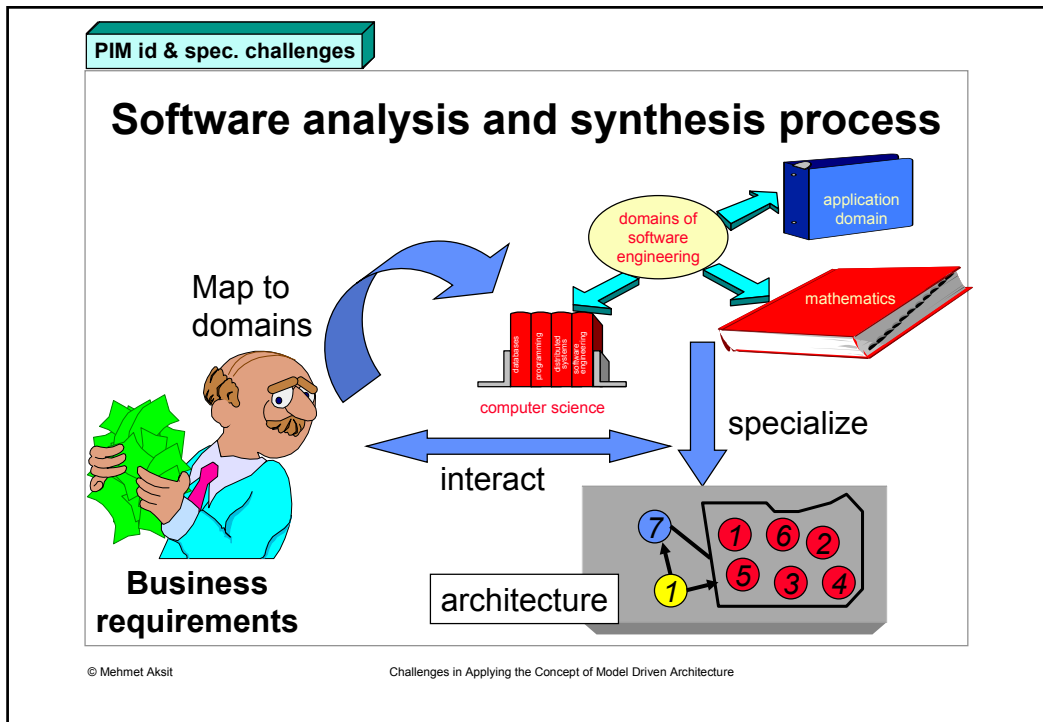 PIM id & spec. challenges
Software analysis and synthesis process
application
domain
domains of
software
engineering
Map to
domains
mathematics
databases
programming
distributed
systems
software
engineering
computer science
specialize
interact
7
1
6
2
5
3
4
1
architecture
Business
requirements
© Mehmet Aksit
Challenges in Applying the Concept of Model Driven Architecture